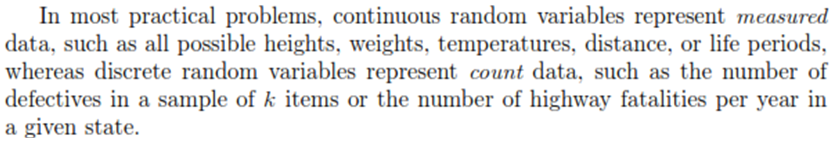 In most practical problems, continuous random variables represent measured
data, such as all possible heights, weights, temperatures, distance, or life periods,
whereas discrete random variables represent count data, such as the number of
defectives in a sample of k items or the number of highway fatalities per year in
a given state.